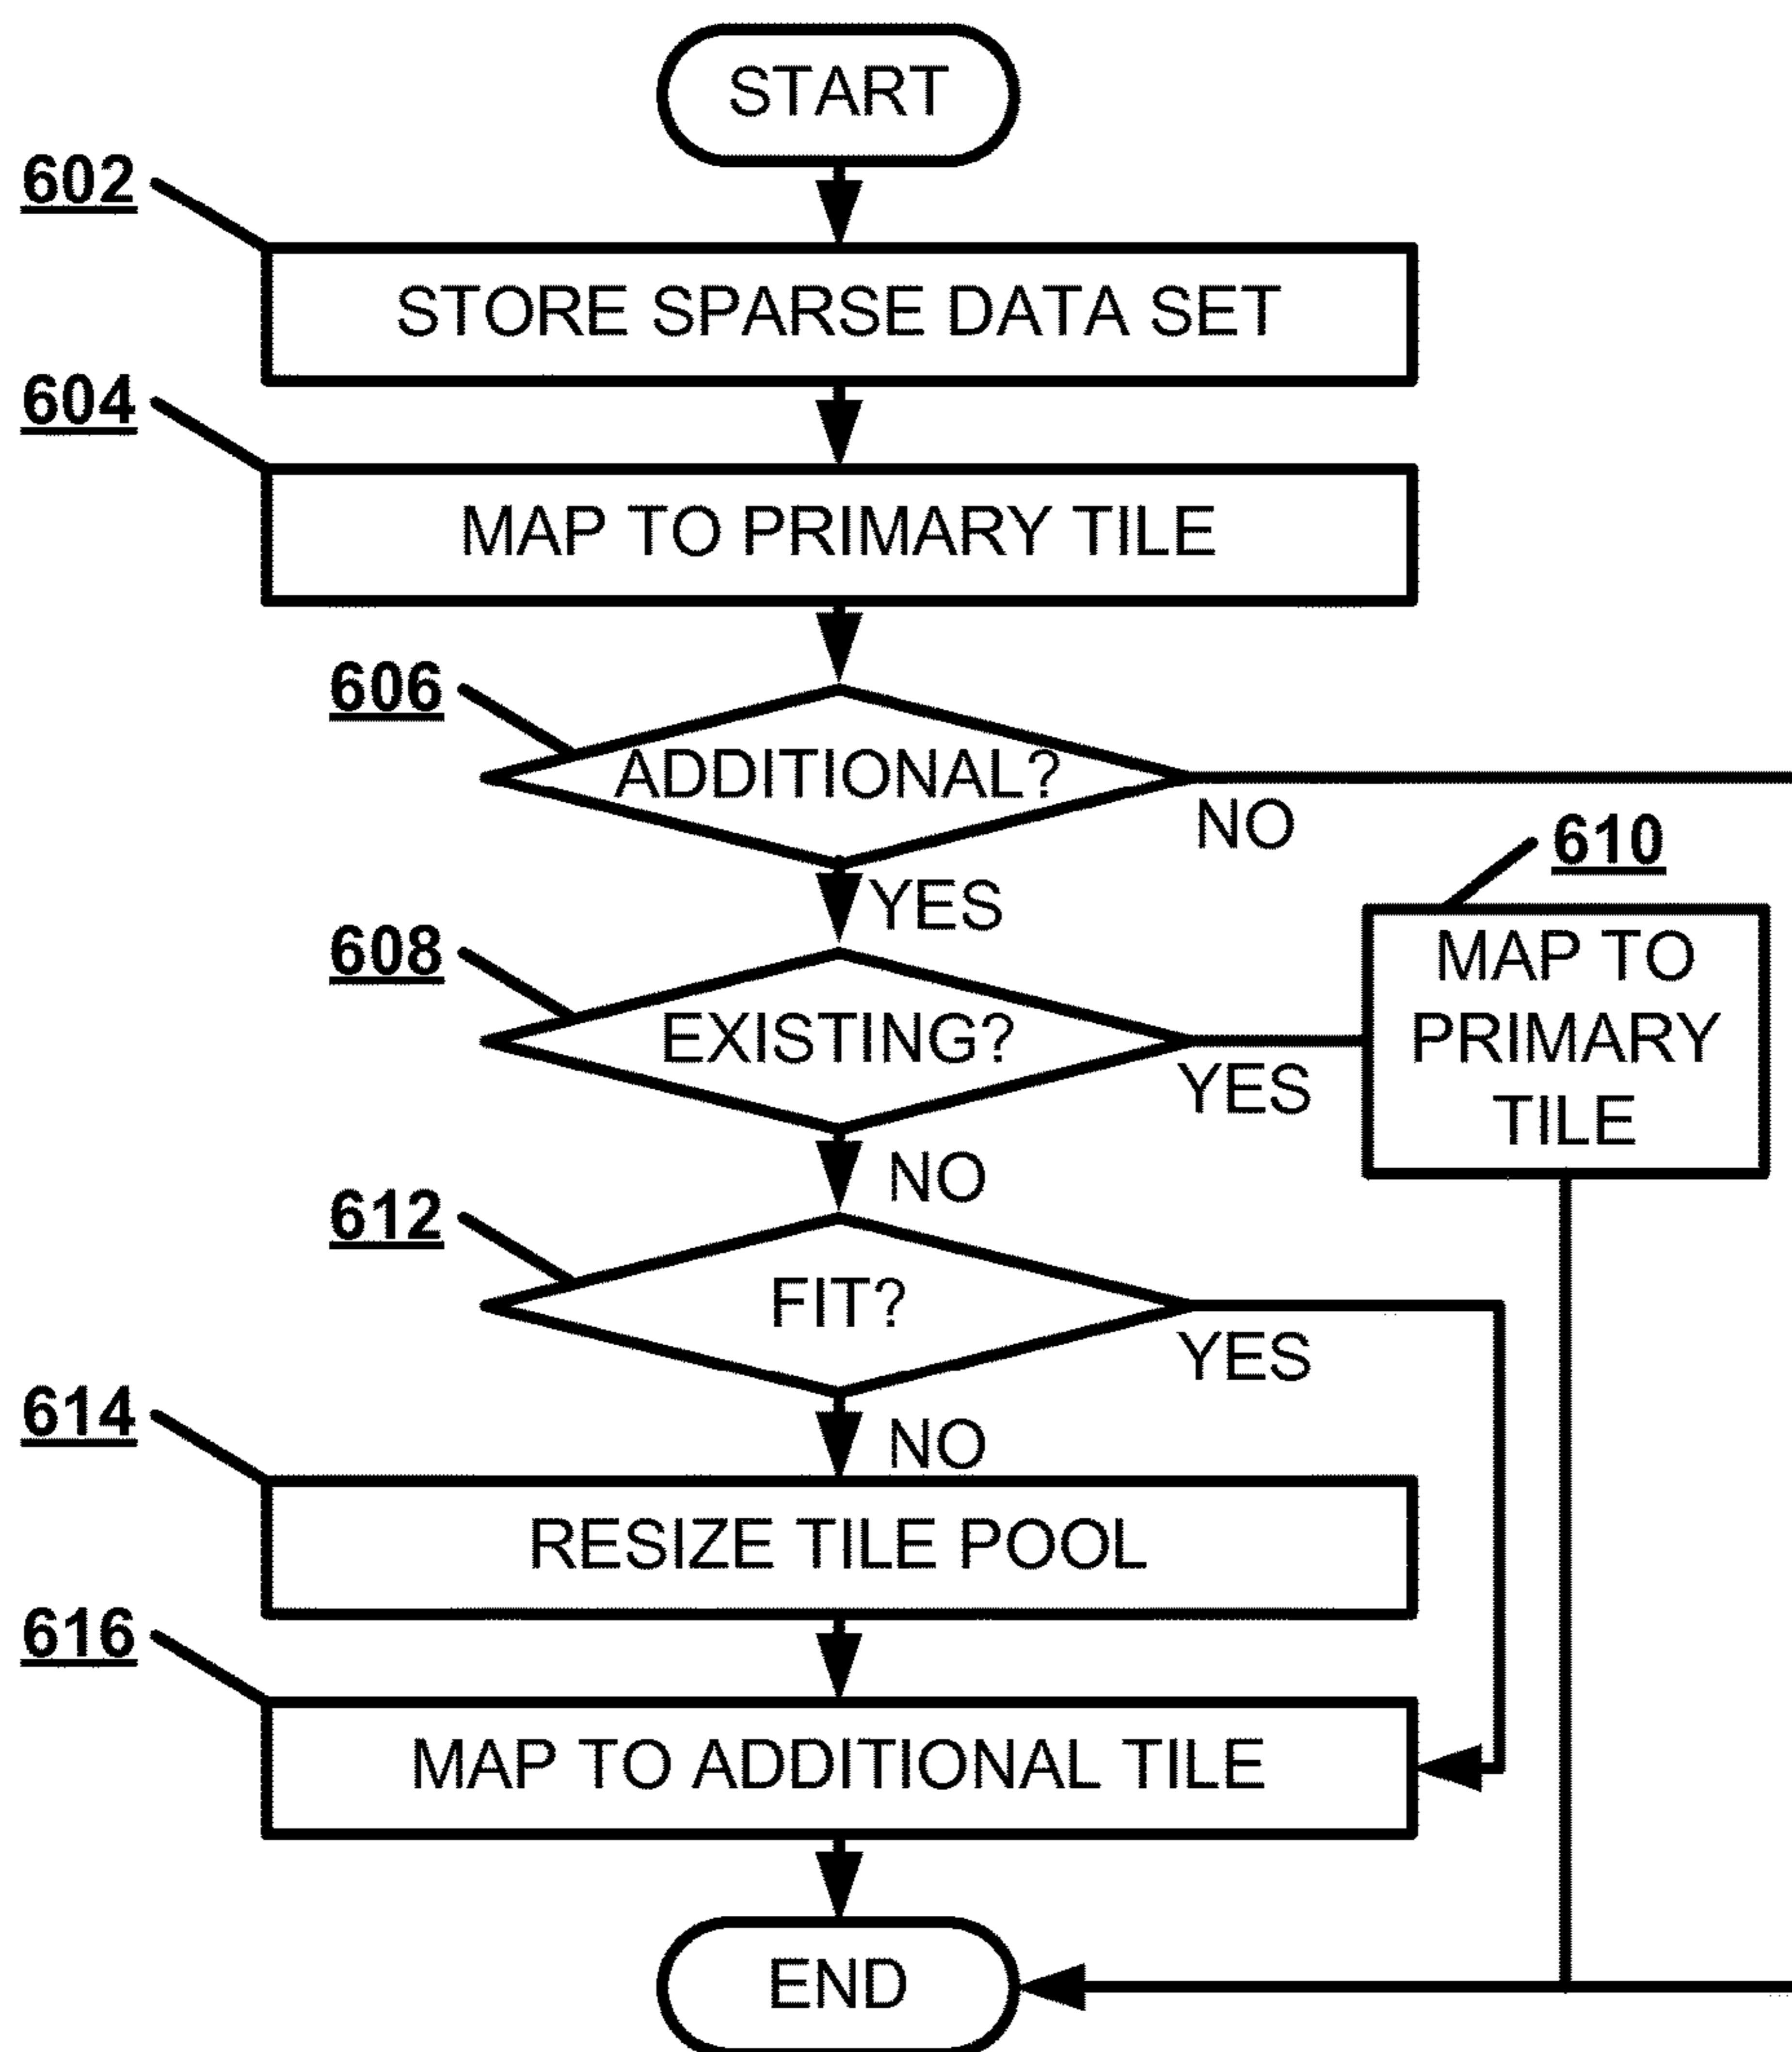 START
602
STORE SPARSE DATA SET
604
MAP TO PRIMARY TILE
606
ADDITIONAL?
NO
610
YES
MAP TO
PRIMARY
TILE
608
EXISTING?
YES
NO
612
FIT?
YES
614
NO
RESIZE TILE POOL
616
MAP TO ADDITIONAL TILE
END